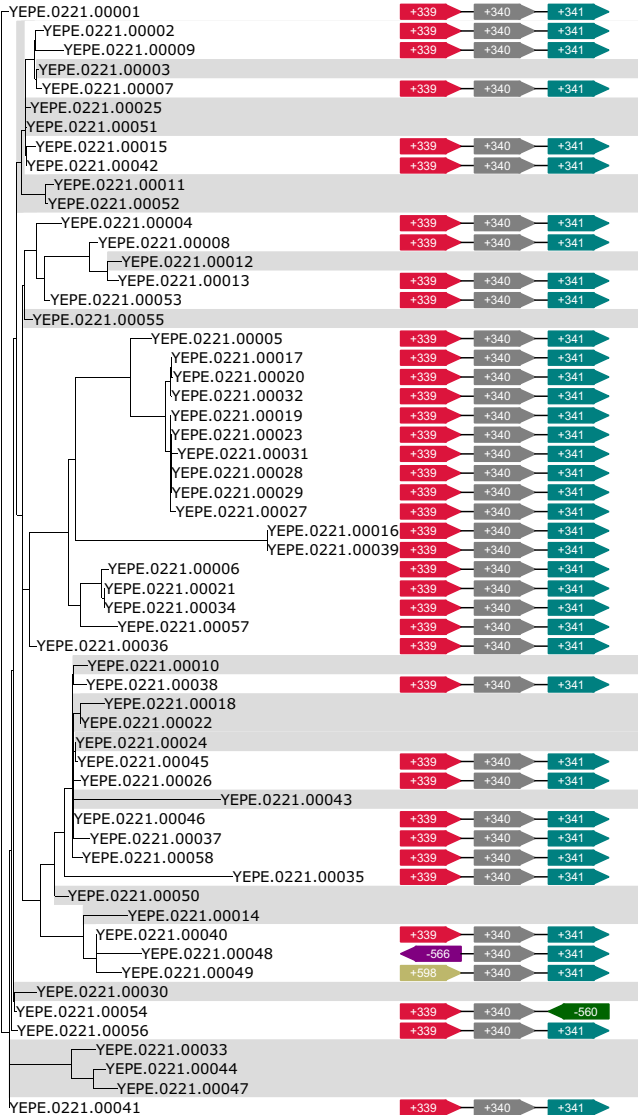 YEPE.0221.00001 +339 +340 +341
YEPE.0221.00002 +339 +340 +341
YEPE.0221.00009 +339 +340 +341
YEPE.0221.00003
YEPE.0221.00007 +339 +340 +341
YEPE.0221.00025
YEPE.0221.00051
YEPE.0221.00015 +339 +340 +341
YEPE.0221.00042 +339 +340 +341
YEPE.0221.00011
YEPE.0221.00052
YEPE.0221.00004 +339 +340 +341
YEPE.0221.00008 +339 +340 +341
YEPE.0221.00012
YEPE.0221.00013 +339 +340 +341
YEPE.0221.00053 +339 +340 +341
YEPE.0221.00055
YEPE.0221.00005 +339 +340 +341
YEPE.0221.00017 +339 +340 +341
YEPE.0221.00020 +339 +340 +341
YEPE.0221.00032 +339 +340 +341
YEPE.0221.00019 +339 +340 +341
YEPE.0221.00023 +339 +340 +341
YEPE.0221.00031 +339 +340 +341
YEPE.0221.00028 +339 +340 +341
YEPE.0221.00029 +339 +340 +341
YEPE.0221.00027 +339 +340 +341
YEPE.0221.00016 +339 +340 +341
YEPE.0221.00039 +339 +340 +341
YEPE.0221.00006 +339 +340 +341
YEPE.0221.00021 +339 +340 +341
YEPE.0221.00034 +339 +340 +341
YEPE.0221.00057 +339 +340 +341
YEPE.0221.00036 +339 +340 +341
YEPE.0221.00010
YEPE.0221.00038 +339 +340 +341
YEPE.0221.00018
YEPE.0221.00022
YEPE.0221.00024
YEPE.0221.00045 +339 +340 +341
YEPE.0221.00026 +339 +340 +341
YEPE.0221.00043
YEPE.0221.00046 +339 +340 +341
YEPE.0221.00037 +339 +340 +341
YEPE.0221.00058 +339 +340 +341
YEPE.0221.00035 +339 +340 +341
YEPE.0221.00050
YEPE.0221.00014
YEPE.0221.00040 +339 +340 +341
YEPE.0221.00048 -566 +340 +341
YEPE.0221.00049 +598 +340 +341
YEPE.0221.00030
YEPE.0221.00054 +339 +340 -560
YEPE.0221.00056 +339 +340 +341
YEPE.0221.00033
YEPE.0221.00044
YEPE.0221.00047
YEPE.0221.00041 +339 +340 +341